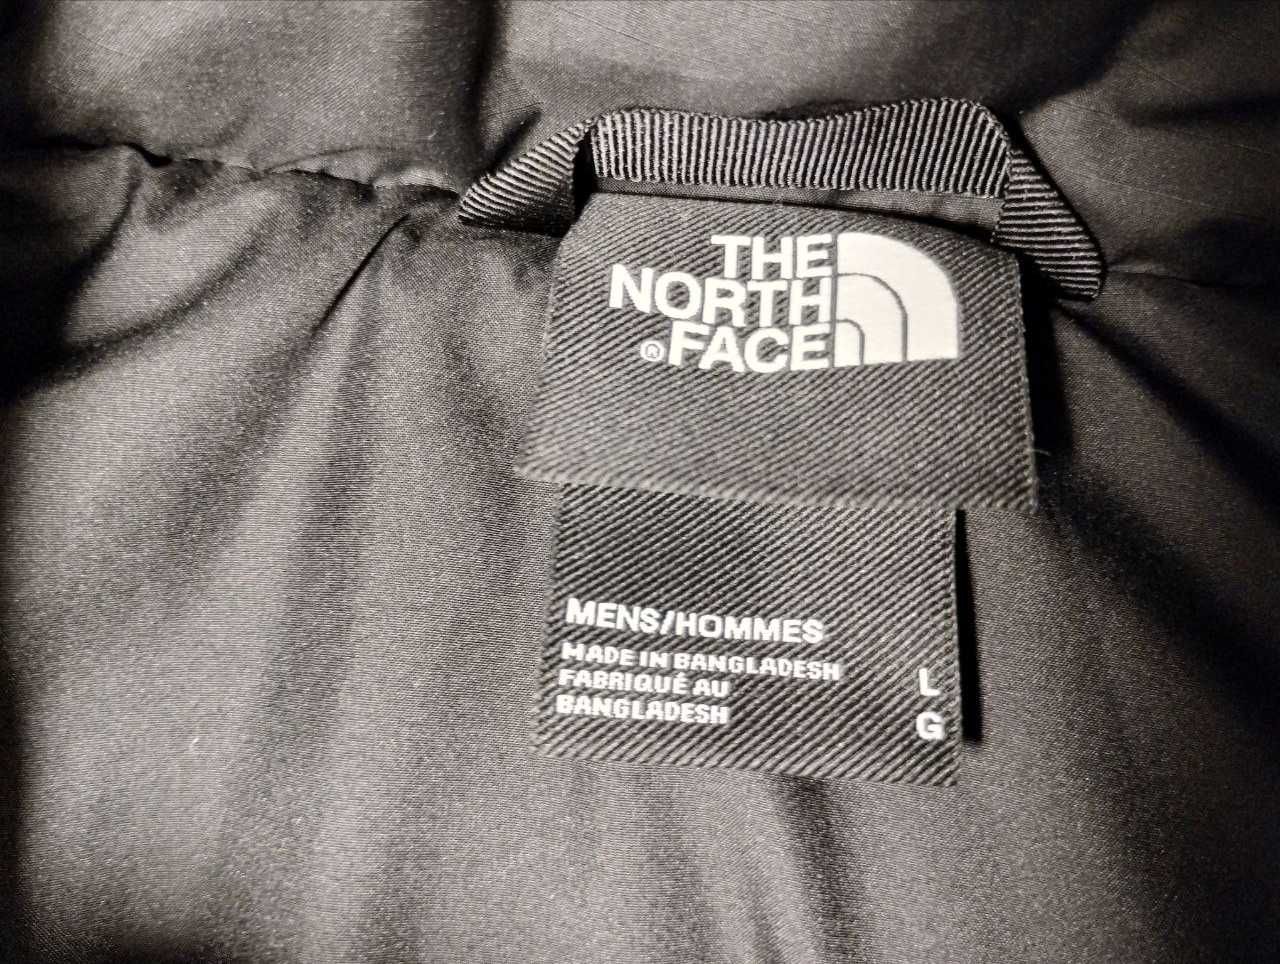 THE
NORTH
®FACE
MENS/HOMMES
MADE IN BANGLADESH
FABRIQUÉ AU
BANGLADESH
L
G